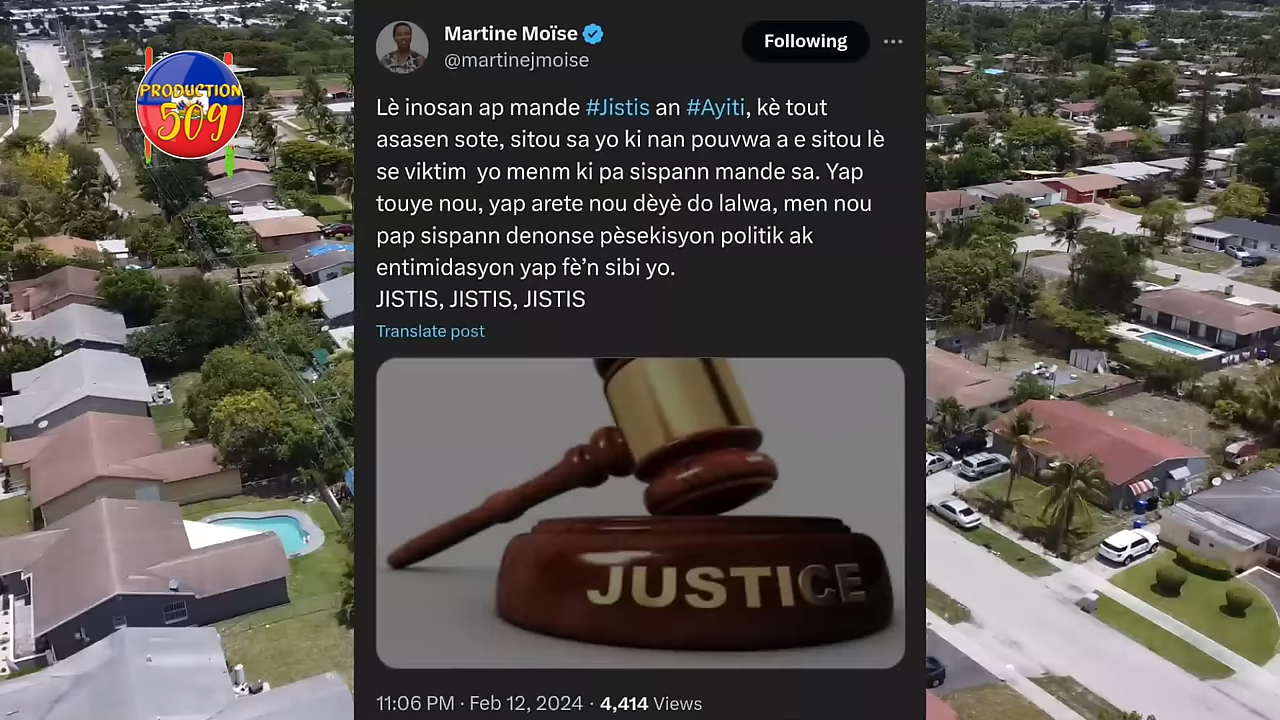 PRODUCTION
509
Martine Moïse
@martinejmoise
Following
Lè inosan ap mande #Jistis an #Ayiti, kè tout
asasen sote, sitou sa yo ki nan pouvwa a e sitou lè
se viktim yo menm ki pa sispann mande sa. Yap
touye nou, yap arete nou dèyè do lalwa, men nou
pap sispann denonse pèsekisyon politik ak
entimidasyon yap fè’n sibi yo.
JISTIS, JISTIS, JISTIS
Translate post
JUSTICE
11:06 PM · Feb 12, 2024 · 4,414 Views